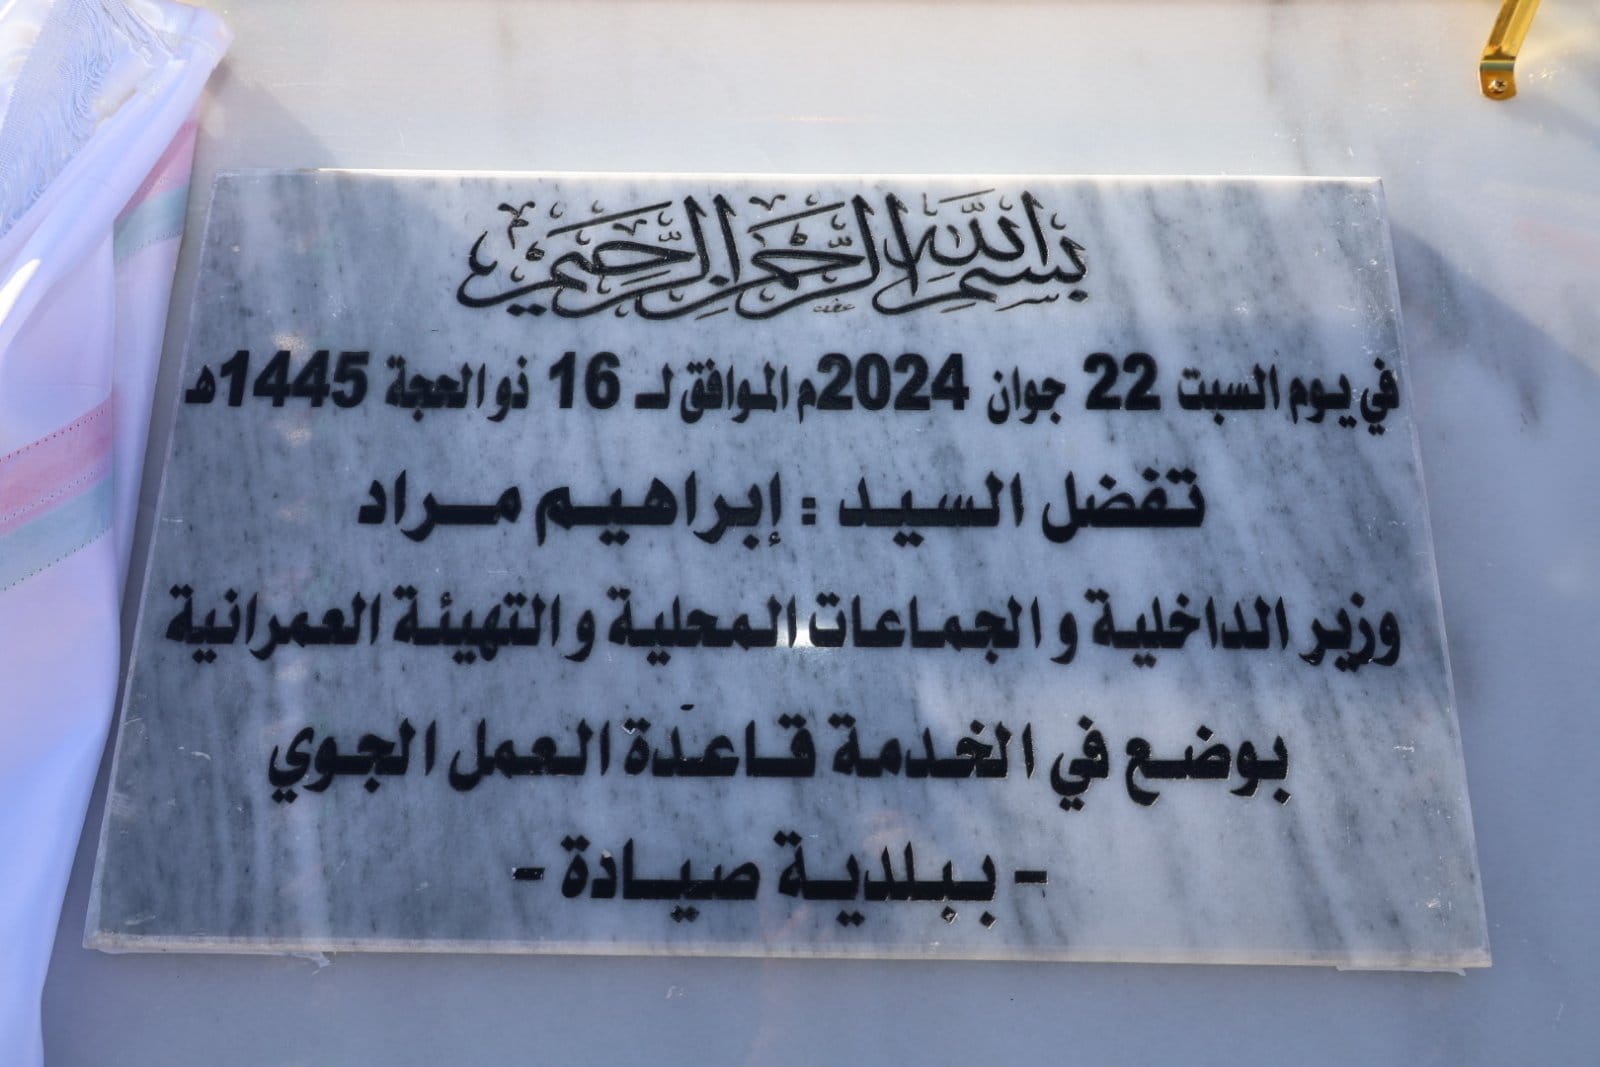 بسم الله الرحمن الرحيم
في يوم السبت 22 جوان 2024م الموافق لـ 16 ذو الحجة 1445هـ
تفضل السيد : إبراهيم مراد
وزير الداخلية و الجماعات المحلية و التهيئة العمرانية
بوضع في الخدمة قاعدة العمل الجوي
- ببلدية صيادة -